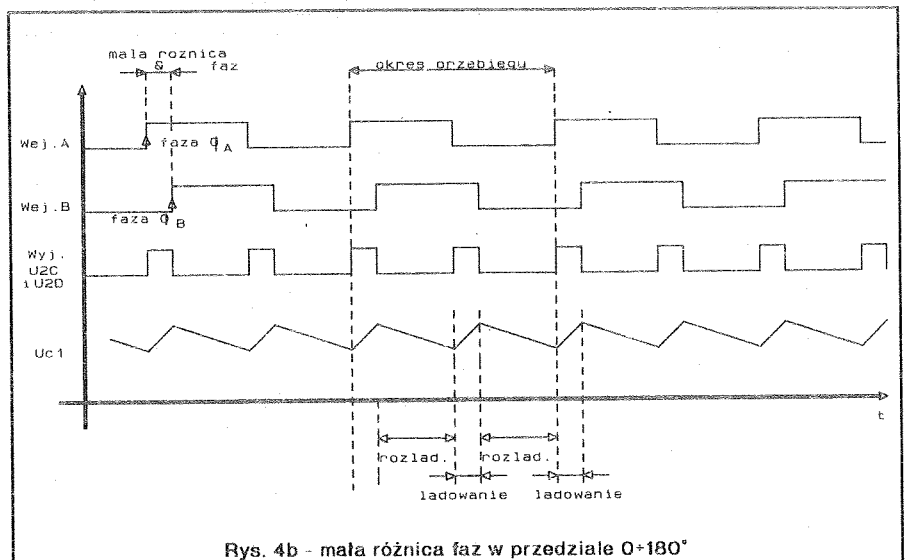 mala roznica
& faz
okres przebiegu
Wej.A
faza φA
Wej.B
faza φB
Wyj.
U2C
i U2D
Uc1
t
rozlad. rozlad.
ladowanie ladowanie
Rys. 4b - mała różnica faz w przedziale 0÷180°